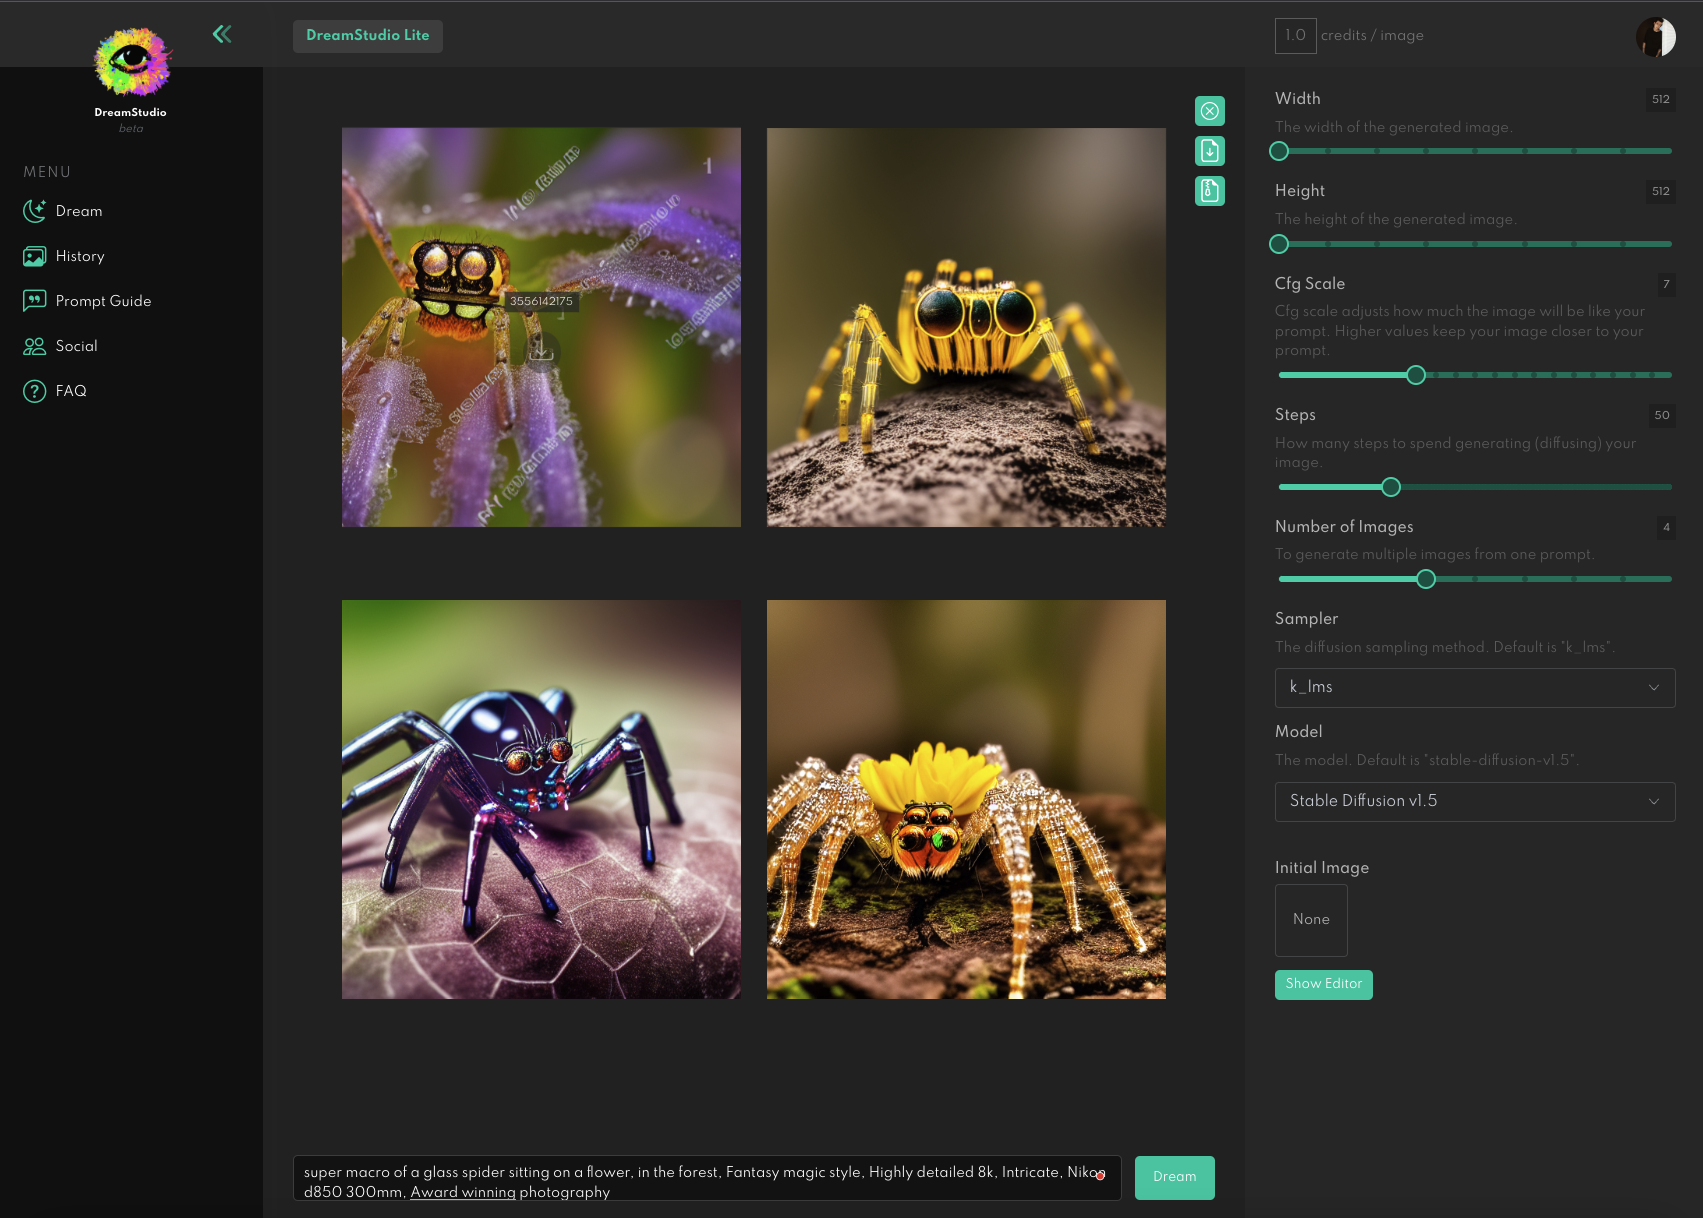 DreamStudio
beta
MENU
Dream
History
Prompt Guide
Social
FAQ
DreamStudio Lite
3556142175
super macro of a glass spider sitting on a flower, in the forest, Fantasy magic style, Highly detailed 8k, Intricate, Nikon
d850 300mm, Award winning photography
Dream
1.0 credits / image
Width 512
The width of the generated image.
Height 512
The height of the generated image.
Cfg Scale 7
Cfg scale adjusts how much the image will be like your
prompt. Higher values keep your image closer to your
prompt.
Steps 50
How many steps to spend generating (diffusing) your
image.
Number of Images 4
To generate multiple images from one prompt.
Sampler
The diffusion sampling method. Default is "k_lms".
k_lms
Model
The model. Default is "stable-diffusion-v1.5".
Stable Diffusion v1.5
Initial Image
None
Show Editor